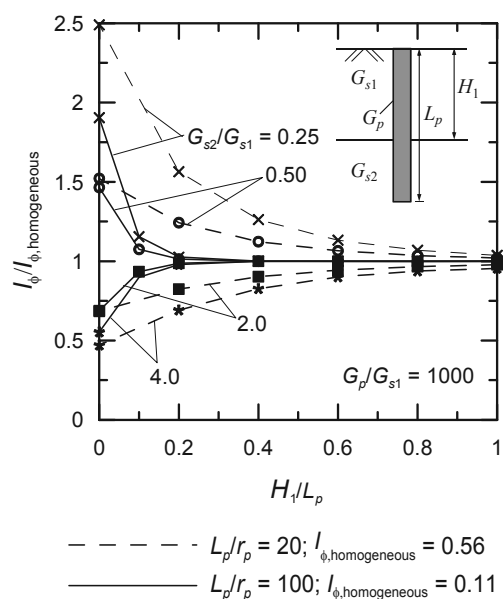 2.5
2
1.5
1
0.5
0
I_ϕ/I_ϕ,homogeneous
G_s1
G_p
G_s2
L_p
H_1
G_s2/G_s1 = 0.25
0.50
2.0
4.0
G_p/G_s1 = 1000
0 0.2 0.4 0.6 0.8 1
H_1/L_p
L_p/r_p = 20; I_ϕ,homogeneous = 0.56
L_p/r_p = 100; I_ϕ,homogeneous = 0.11